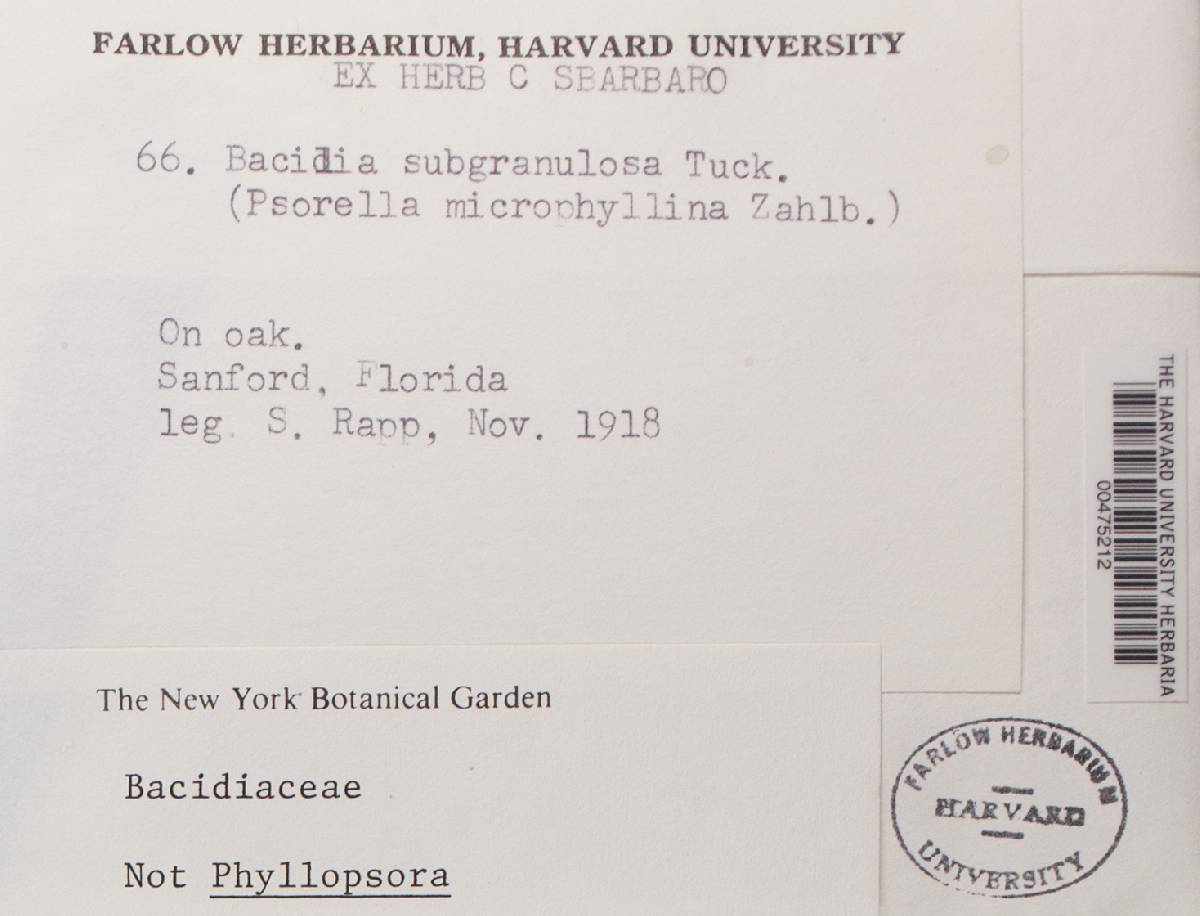 FARLOW HERBARIUM, HARVARD UNIVERSITY
EX HERB C SBARBARO
66. Bacidia subgranulosa Tuck.
(Psorella microphyllina Zahlb.)
On oak.
Sanford, Florida
leg. S. Rapp, Nov. 1918
THE HARVARD UNIVERSITY HERBARIA
00475212
The New York Botanical Garden
Bacidiaceae
Not Phyllopsora
FARLOW HERBARIUM
HARVARD
UNIVERSITY